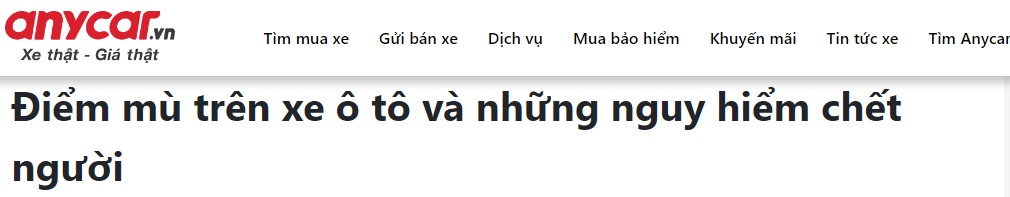 anycar.vn
Xe thật - Giá thật
Tìm mua xe Gửi bán xe Dịch vụ Mua bảo hiểm Khuyến mãi Tin tức xe Tìm Anycar
Điểm mù trên xe ô tô và những nguy hiểm chết
người